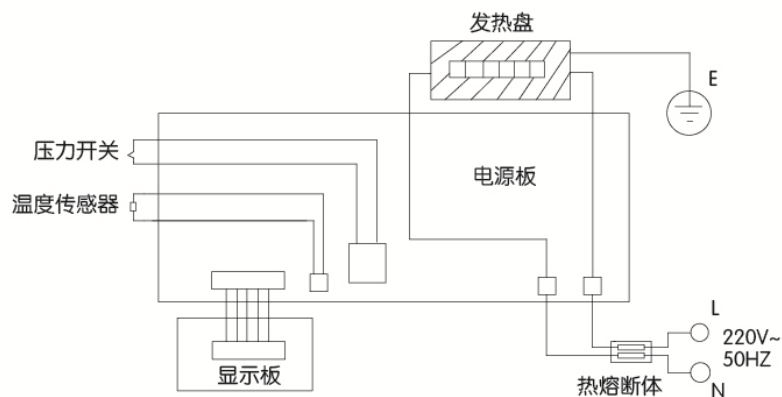 发热盘
E
压力开关
电源板
温度传感器
L
220V~
50HZ
显示板
热熔断体
N